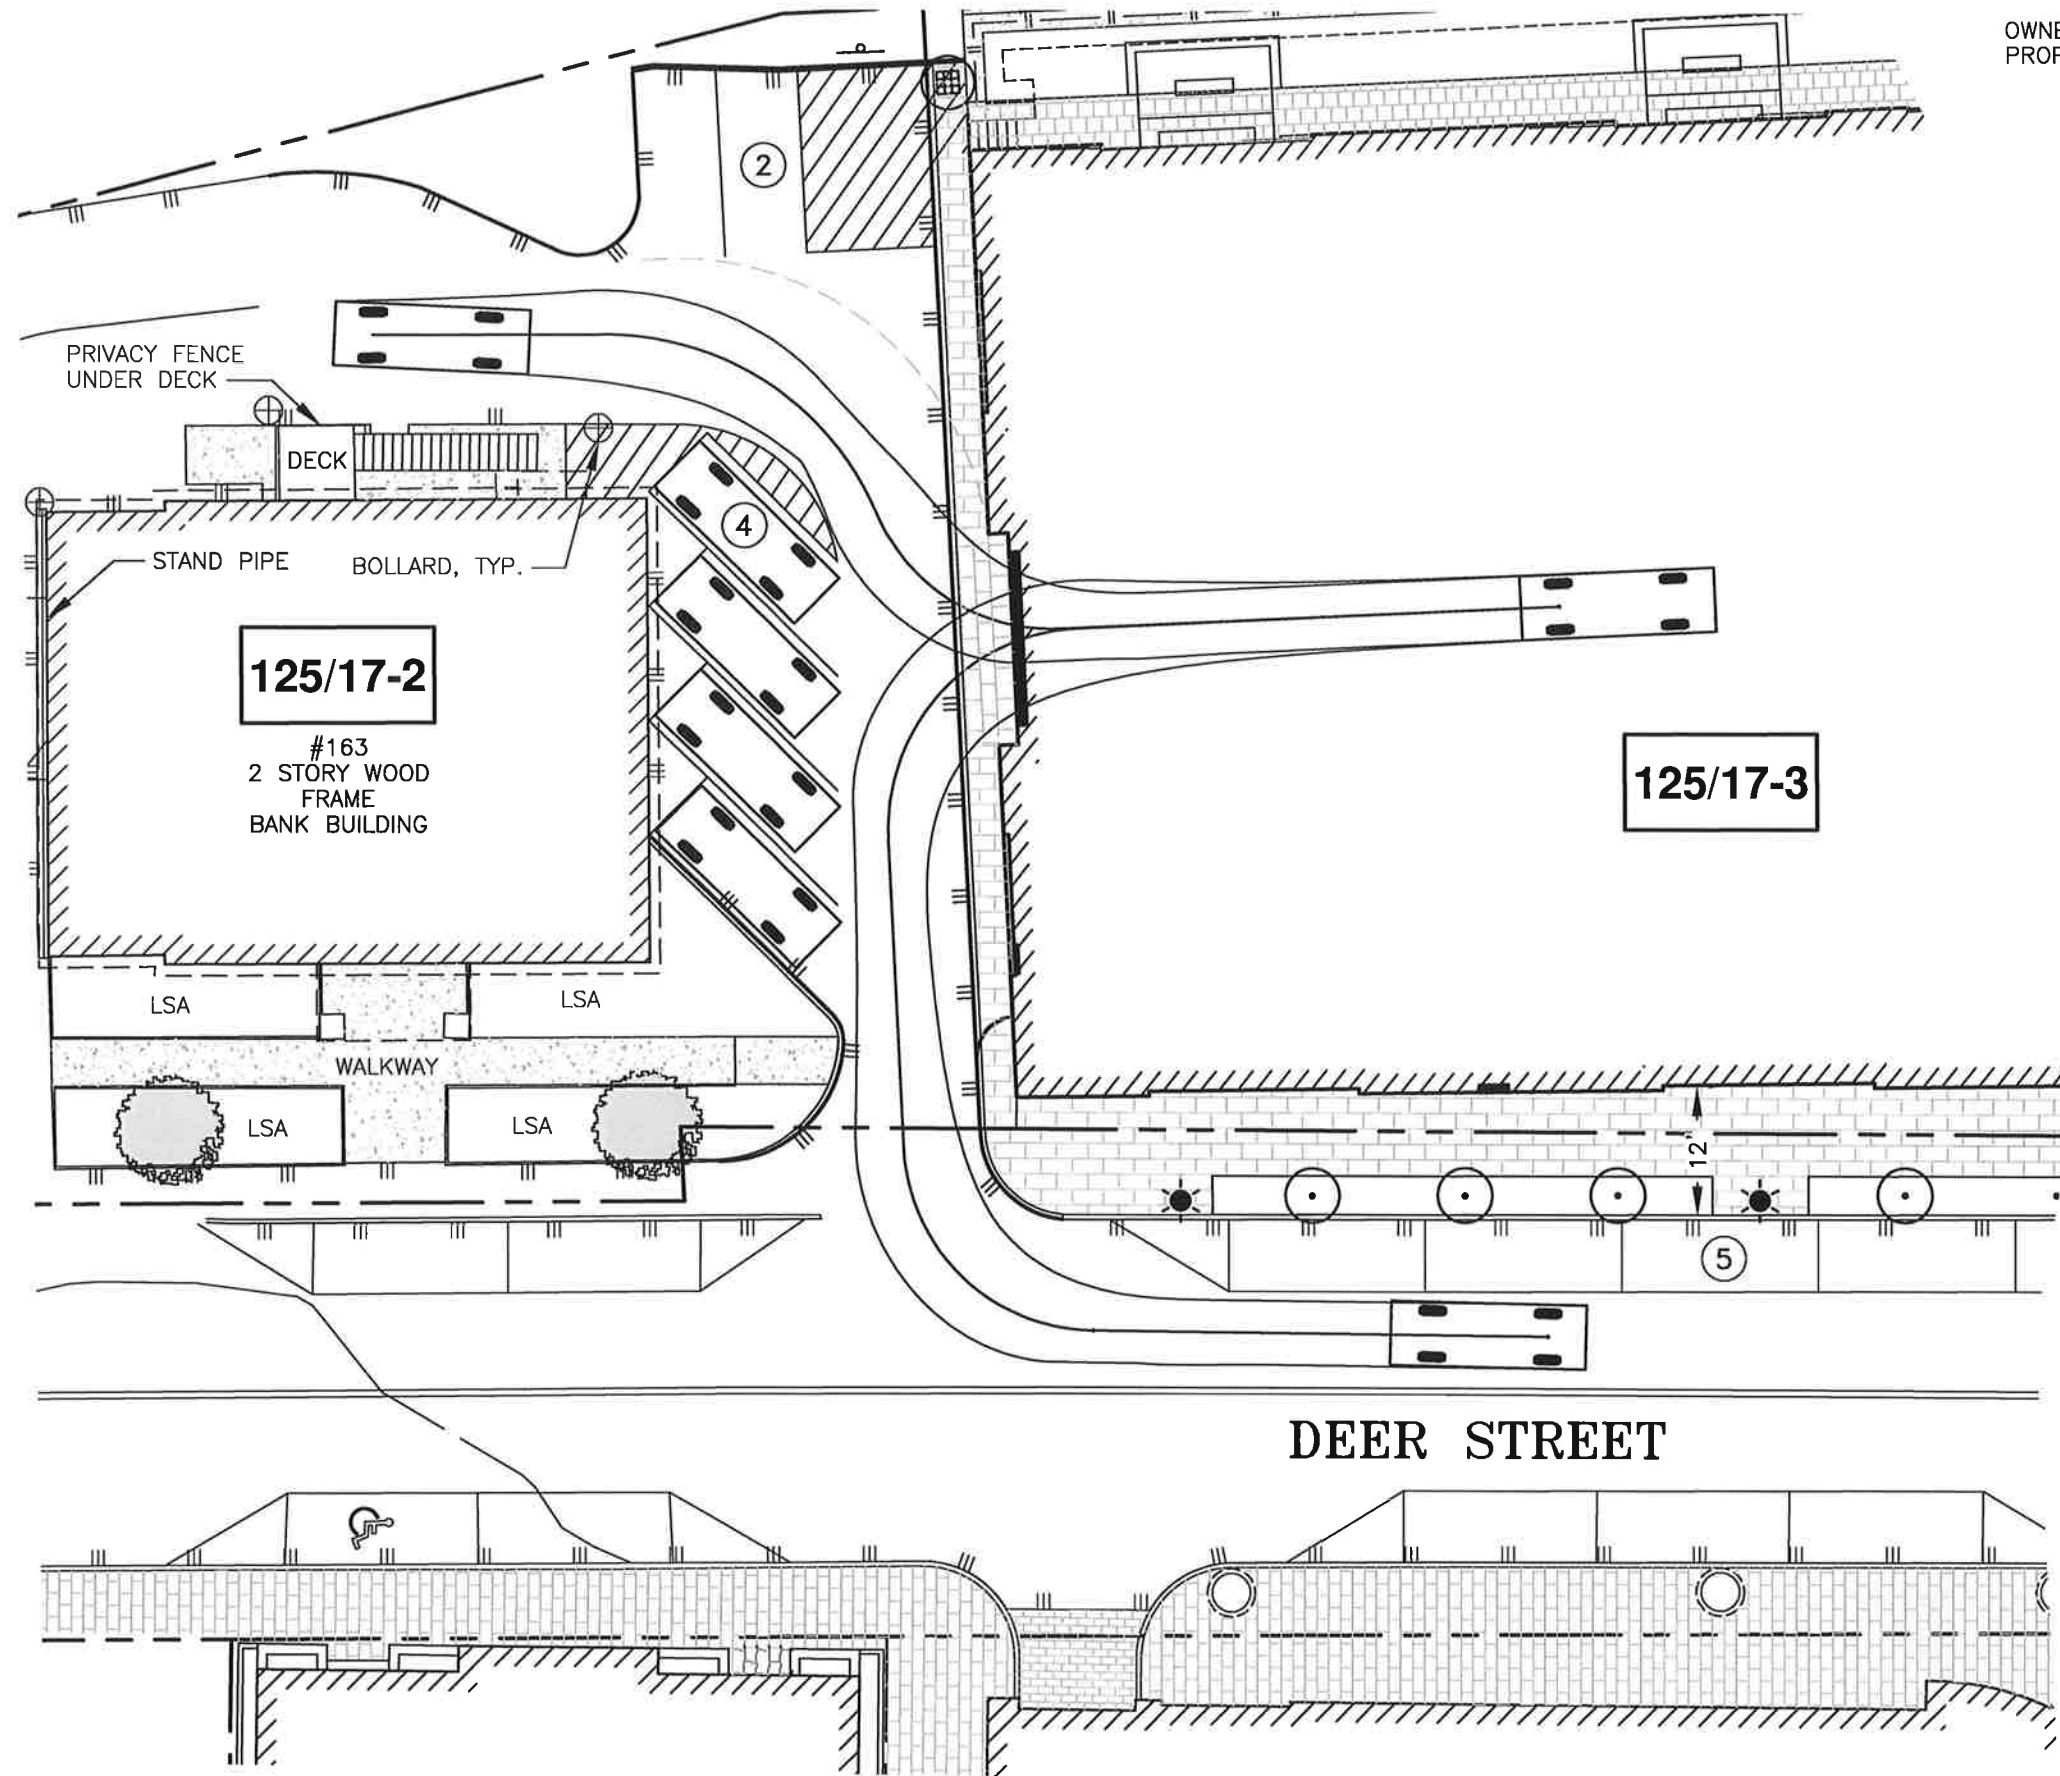 OWNE
PROP
2
PRIVACY FENCE
UNDER DECK
DECK
4
STAND PIPE
BOLLARD, TYP.
125/17-2
#163
2 STORY WOOD
FRAME
BANK BUILDING
125/17-3
LSA
LSA
WALKWAY
LSA
LSA
12'
5
DEER STREET